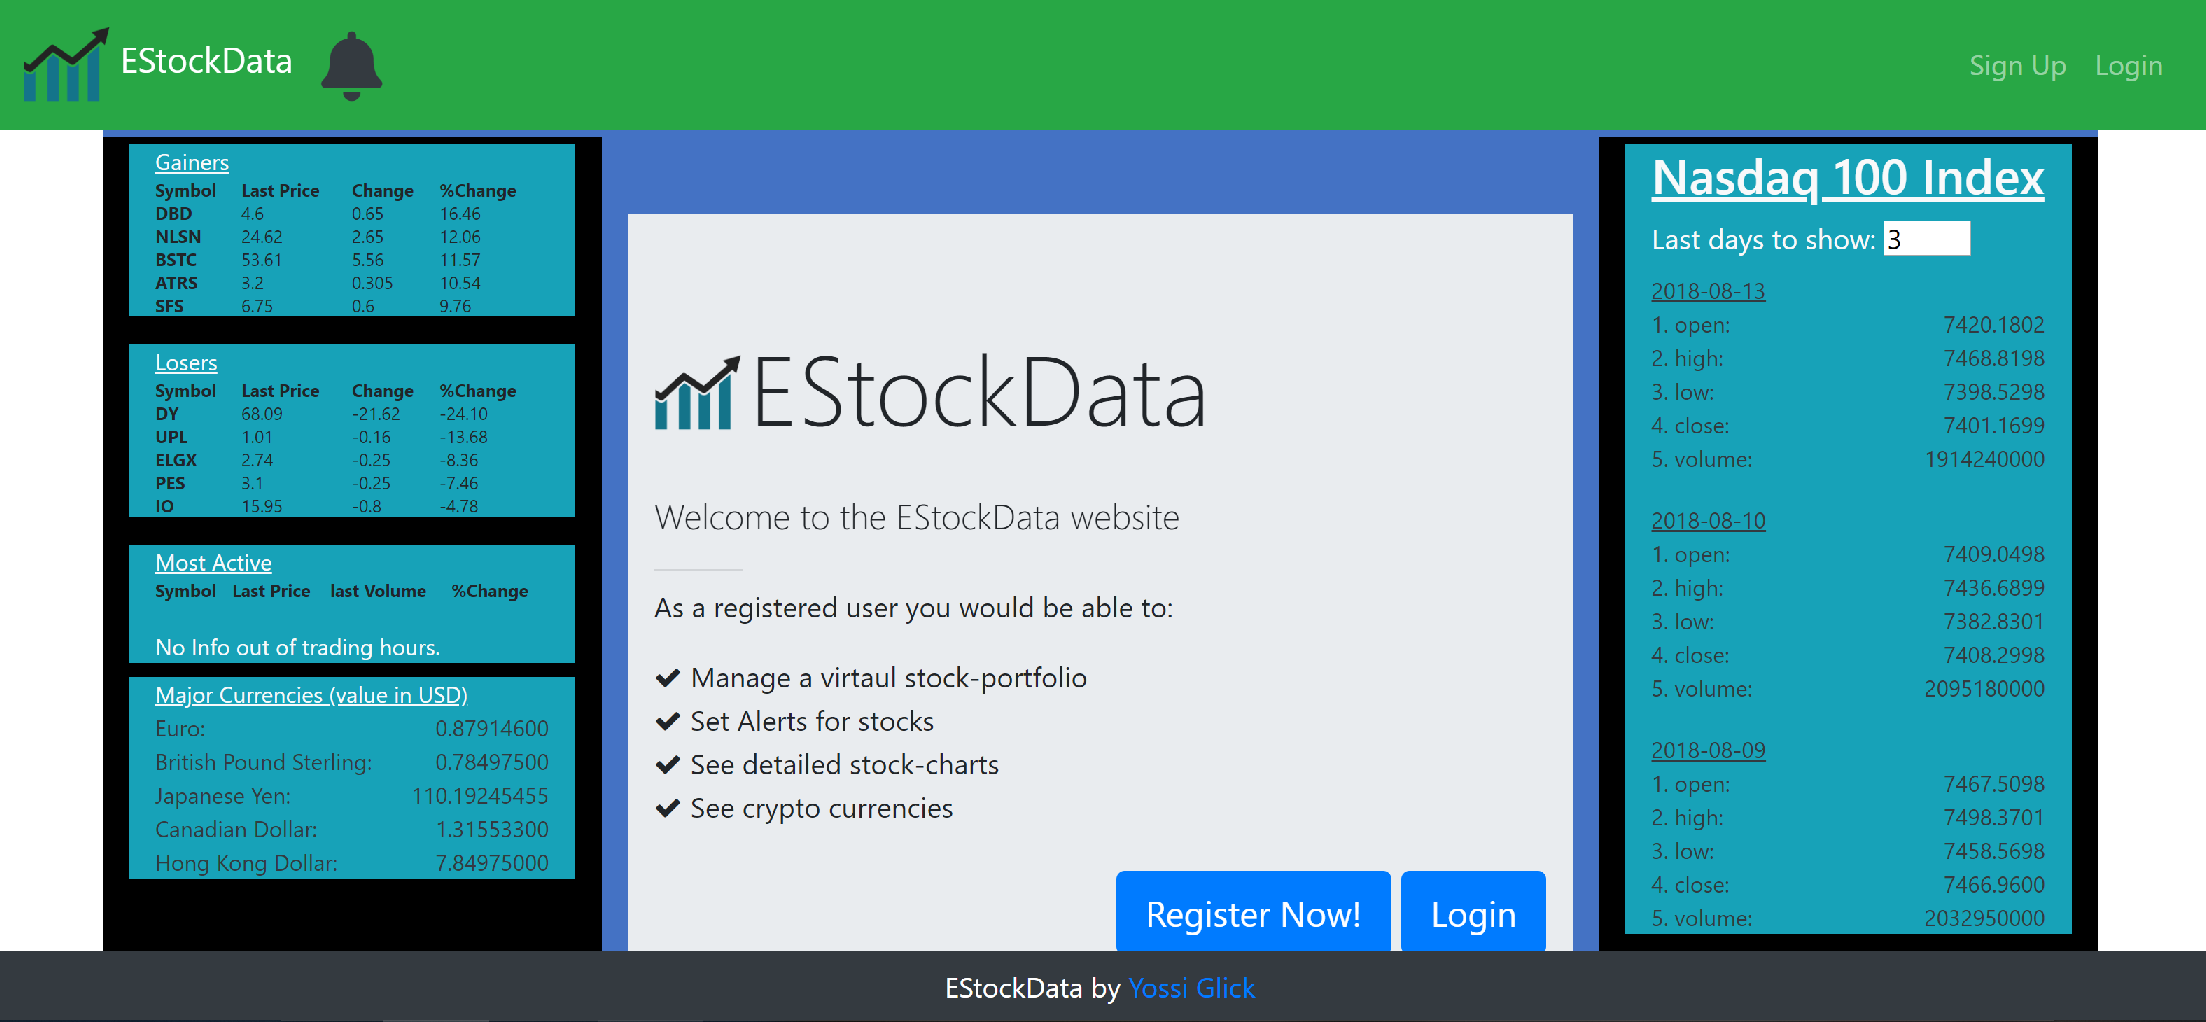 EStockData
Sign Up Login
Gainers
Symbol Last Price Change %Change
DBD 4.6 0.65 16.46
NLSN 24.62 2.65 12.06
BSTC 53.61 5.56 11.57
ATRS 3.2 0.305 10.54
SFS 6.75 0.6 9.76
Losers
Symbol Last Price Change %Change
DY 68.09 -21.62 -24.10
UPL 1.01 -0.16 -13.68
ELGX 2.74 -0.25 -8.36
PES 3.1 -0.25 -7.46
IO 15.95 -0.8 -4.78
Most Active
Symbol Last Price last Volume %Change
No Info out of trading hours.
Major Currencies (value in USD)
Euro: 0.87914600
British Pound Sterling: 0.78497500
Japanese Yen: 110.19245455
Canadian Dollar: 1.31553300
Hong Kong Dollar: 7.84975000
EStockData
Welcome to the EStockData website
As a registered user you would be able to:
✔ Manage a virtaul stock-portfolio
✔ Set Alerts for stocks
✔ See detailed stock-charts
✔ See crypto currencies
Register Now! Login
Nasdaq 100 Index
Last days to show: 3
2018-08-13
1. open: 7420.1802
2. high: 7468.8198
3. low: 7398.5298
4. close: 7401.1699
5. volume: 1914240000
2018-08-10
1. open: 7409.0498
2. high: 7436.6899
3. low: 7382.8301
4. close: 7408.2998
5. volume: 2095180000
2018-08-09
1. open: 7467.5098
2. high: 7498.3701
3. low: 7458.5698
4. close: 7466.9600
5. volume: 2032950000
EStockData by Yossi Glick